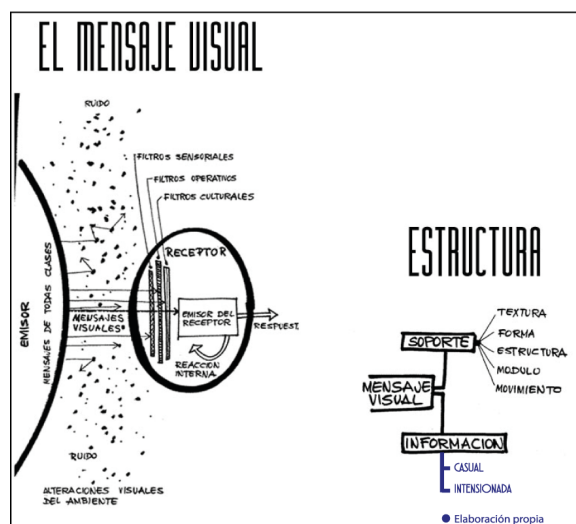 EL MENSAJE VISUAL
RUIDO
FILTROS SENSORIALES
FILTROS OPERATIVOS
FILTROS CULTURALES
RECEPTOR
EMISOR
MENSAJES DE TODAS CLASES
MENSAJES
VISUALES
EMISOR DEL
RECEPTOR
RESPUEST.
REACCION
INTERNA
RUIDO
ALTERACIONES VISUALES
DEL AMBIENTE
ESTRUCTURA
SOPORTE
TEXTURA
FORMA
ESTRUCTURA
MODULO
MOVIMIENTO
MENSAJE
VISUAL
INFORMACION
CASUAL
INTENSIONADA
Elaboración propia